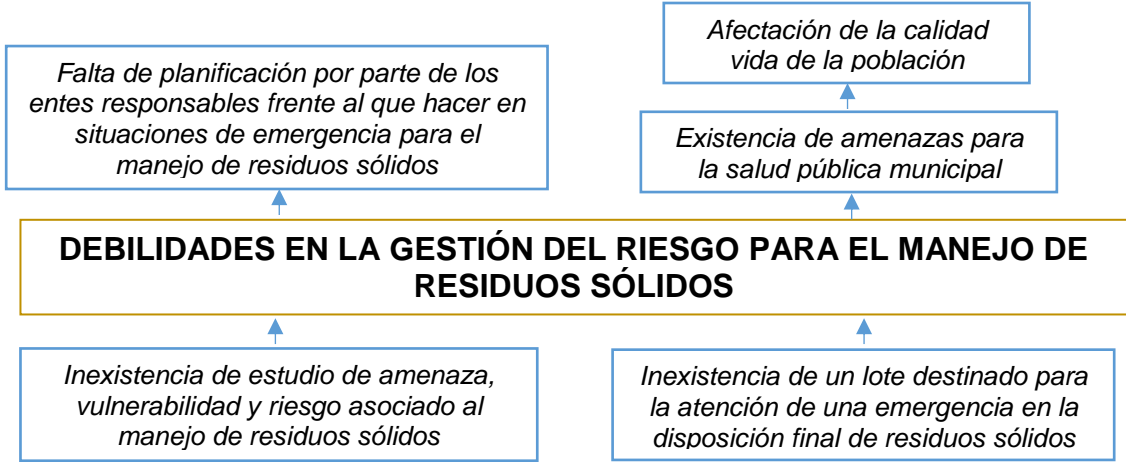 Afectación de la calidad
vida de la población
Falta de planificación por parte de los
entes responsables frente al que hacer en
situaciones de emergencia para el
manejo de residuos sólidos
Existencia de amenazas para
la salud pública municipal
DEBILIDADES EN LA GESTIÓN DEL RIESGO PARA EL MANEJO DE
RESIDUOS SÓLIDOS
Inexistencia de estudio de amenaza,
vulnerabilidad y riesgo asociado al
manejo de residuos sólidos
Inexistencia de un lote destinado para
la atención de una emergencia en la
disposición final de residuos sólidos